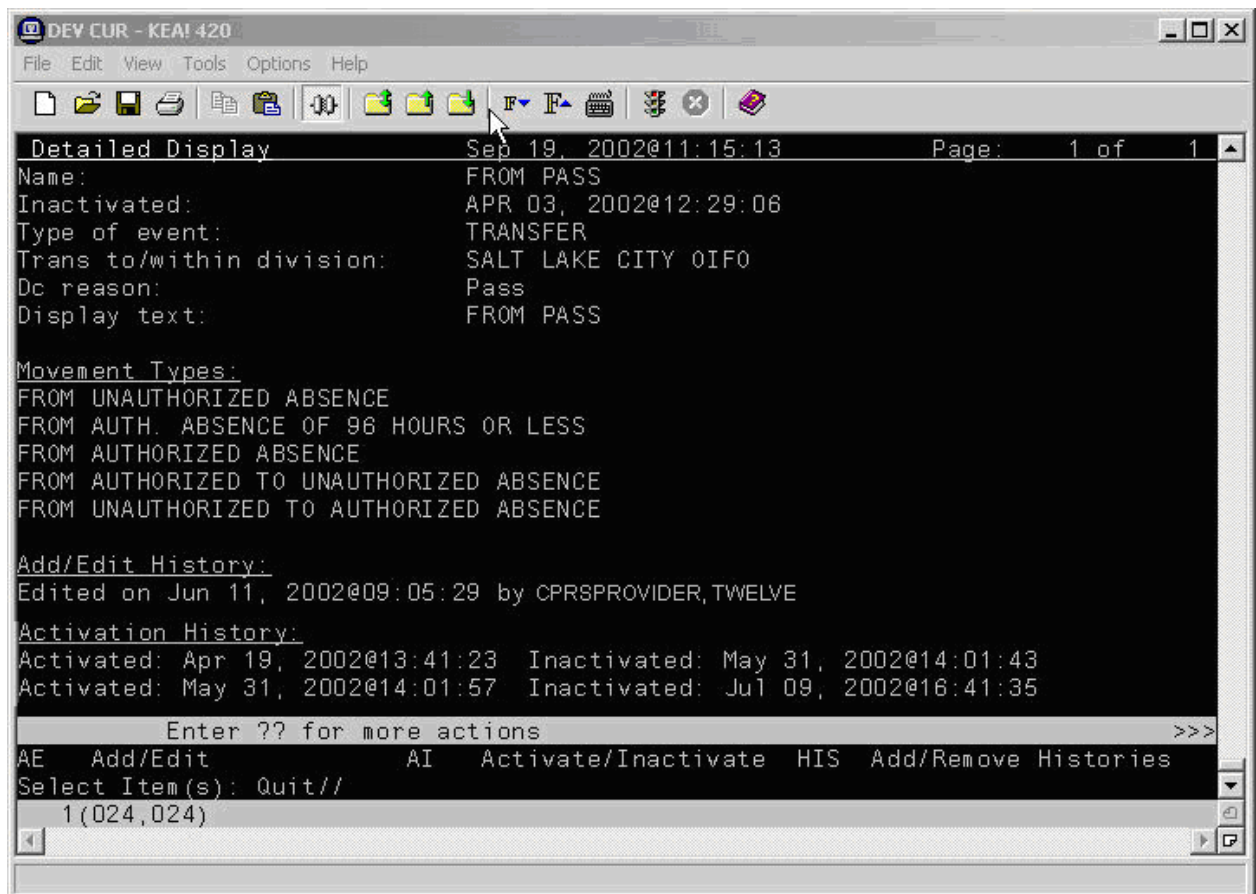 DEV CUR - KEA! 420
File Edit View Tools Options Help
Detailed Display Sep 19, 2002@11:15:13 Page: 1 of 1
Name: FROM PASS
Inactivated: APR 03, 2002@12:29:06
Type of event: TRANSFER
Trans to/within division: SALT LAKE CITY OIFO
Dc reason: Pass
Display text: FROM PASS
Movement Types:
FROM UNAUTHORIZED ABSENCE
FROM AUTH. ABSENCE OF 96 HOURS OR LESS
FROM AUTHORIZED ABSENCE
FROM AUTHORIZED TO UNAUTHORIZED ABSENCE
FROM UNAUTHORIZED TO AUTHORIZED ABSENCE
Add/Edit History:
Edited on Jun 11, 2002@09:05:29 by CPRSPROVIDER, TWELVE
Activation History:
Activated: Apr 19, 2002@13:41:23 Inactivated: May 31, 2002@14:01:43
Activated: May 31, 2002@14:01:57 Inactivated: Jul 09, 2002@16:41:35
Enter ?? for more actions >>>
AE Add/Edit AI Activate/Inactivate HIS Add/Remove Histories
Select Item(s): Quit//
1(024,024)